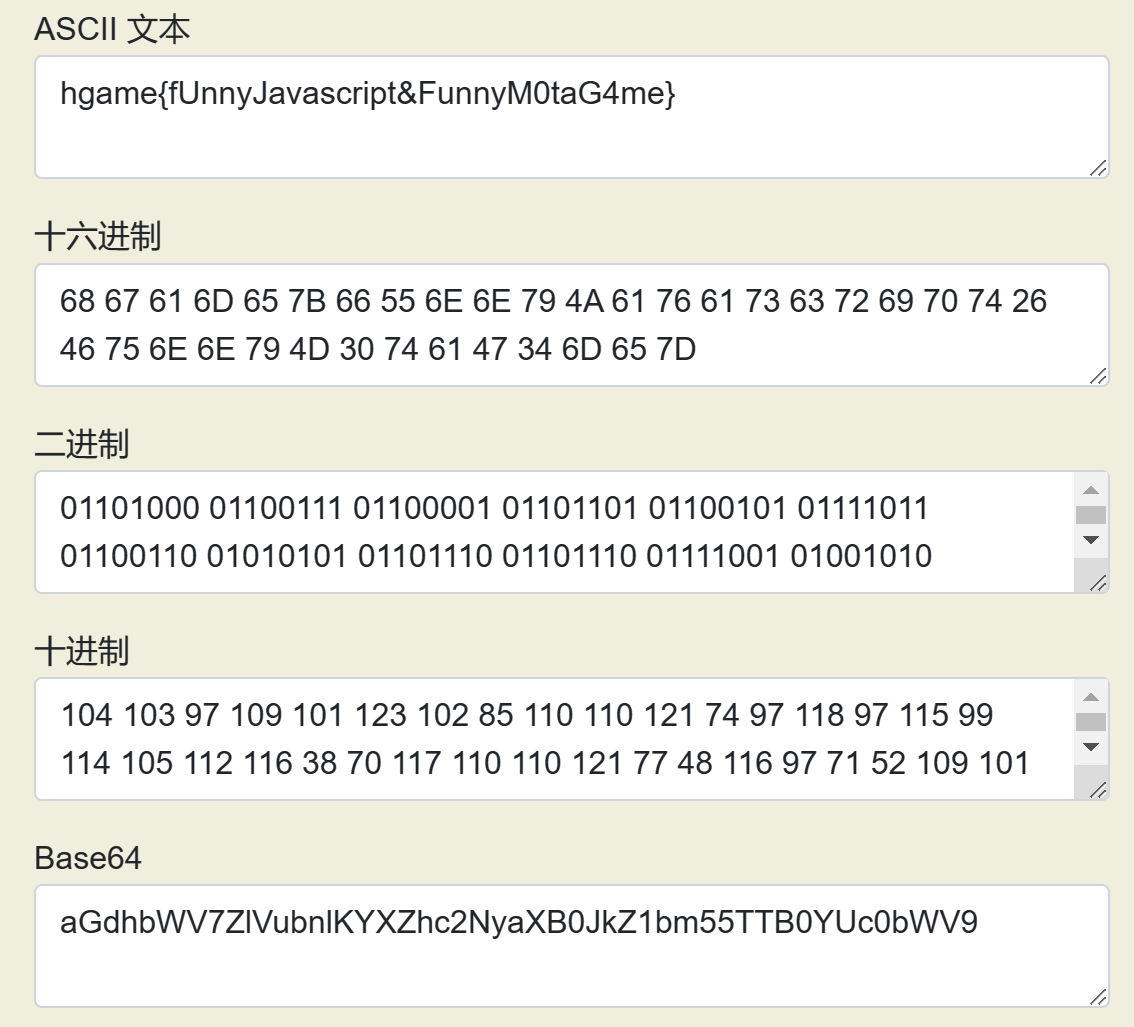 ASCII 文本
hgame{fUnnyJavascript&FunnyM0taG4me}
十六进制
68 67 61 6D 65 7B 66 55 6E 6E 79 4A 61 76 61 73 63 72 69 70 74 26
46 75 6E 6E 79 4D 30 74 61 47 34 6D 65 7D
二进制
01101000 01100111 01100001 01101101 01100101 01111011
01100110 01010101 01101110 01101110 01111001 01001010
十进制
104 103 97 109 101 123 102 85 110 110 121 74 97 118 97 115 99
114 105 112 116 38 70 117 110 110 121 77 48 116 97 71 52 109 101
Base64
aGdhbWV7ZlVubnlKYXZhc2NyaXB0JkZ1bm55TTB0YUc0bWV9